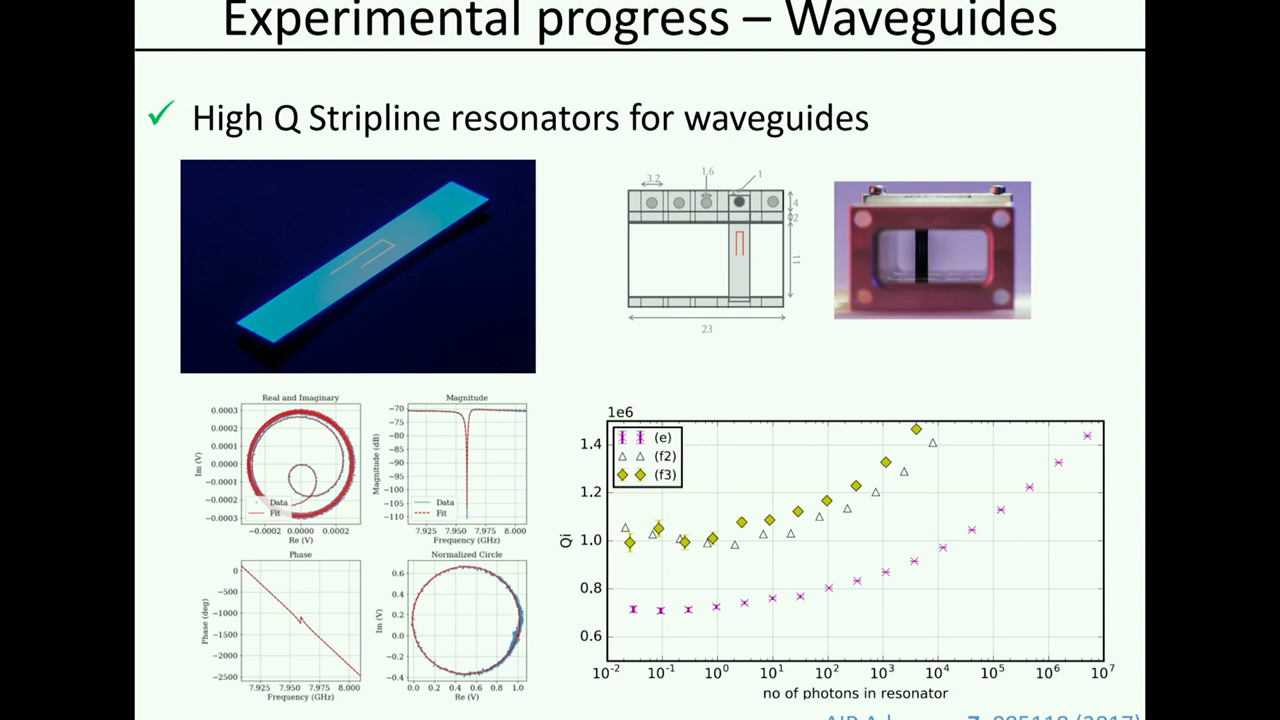 Experimental progress – Waveguides
✓ High Q Stripline resonators for waveguides
3.2
1.6
1
4
2
11
23
Real and Imaginary
0.0003
0.0002
0.0001
0.0000
−0.0001
−0.0002
−0.0003
Im (V)
Data
Fit
−0.0002 0.0000 0.0002
Re (V)
Magnitude
−70
−75
−80
−85
−90
−95
−100
−105
−110
Magnitude (dB)
Data
Fit
7.925 7.950 7.975 8.000
Frequency (GHz)
Phase
0
−500
−1000
−1500
−2000
−2500
Phase (deg)
7.925 7.950 7.975 8.000
Frequency (GHz)
Normalized Circle
0.6
0.4
0.2
0.0
−0.2
−0.4
Im (V)
0.0 0.2 0.4 0.6 0.8 1.0
Re (V)
1e6
1.4
1.2
1.0
0.8
0.6
Qi
(e)
(f2)
(f3)
10⁻² 10⁻¹ 10⁰ 10¹ 10² 10³ 10⁴ 10⁵ 10⁶ 10⁷
no of photons in resonator
7, 085118 (2017)